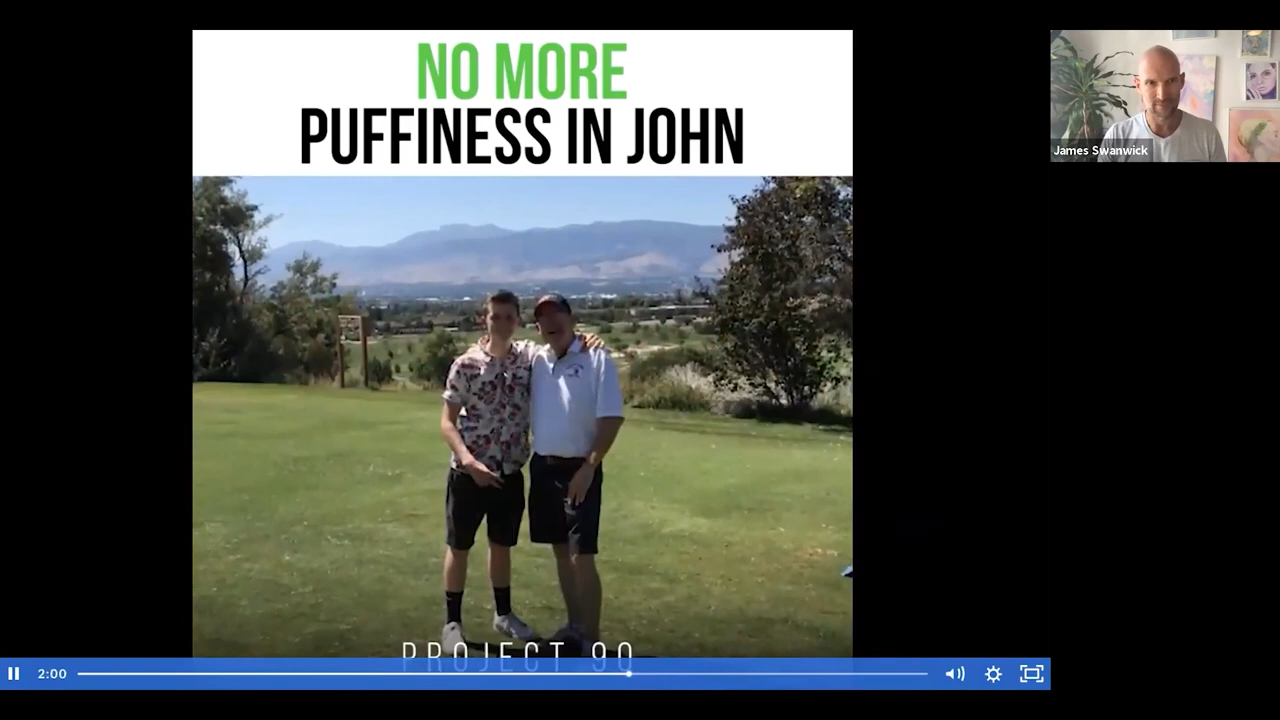 NO MORE
PUFFINESS IN JOHN
James Swanwick
PROJECT 90
2:00